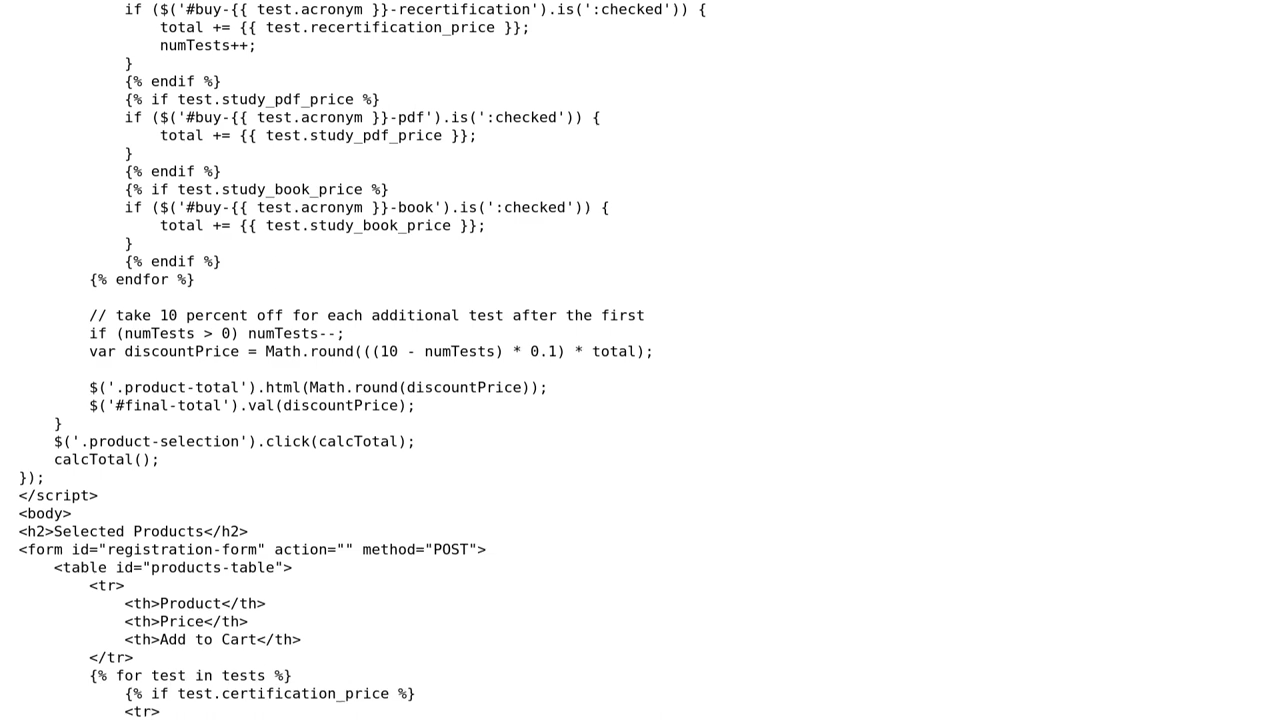 if ($('#buy-{{ test.acronym }}-recertification').is(':checked')) {
                total += {{ test.recertification_price }};
                numTests++;
            }
            {% endif %}
            {% if test.study_pdf_price %}
            if ($('#buy-{{ test.acronym }}-pdf').is(':checked')) {
                total += {{ test.study_pdf_price }};
            }
            {% endif %}
            {% if test.study_book_price %}
            if ($('#buy-{{ test.acronym }}-book').is(':checked')) {
                total += {{ test.study_book_price }};
            }
            {% endif %}
        {% endfor %}

        // take 10 percent off for each additional test after the first
        if (numTests > 0) numTests--;
        var discountPrice = Math.round(((10 - numTests) * 0.1) * total);

        $('.product-total').html(Math.round(discountPrice));
        $('#final-total').val(discountPrice);
    }
    $('.product-selection').click(calcTotal);
    calcTotal();
});
</script>
<body>
<h2>Selected Products</h2>
<form id="registration-form" action="" method="POST">
    <table id="products-table">
        <tr>
            <th>Product</th>
            <th>Price</th>
            <th>Add to Cart</th>
        </tr>
        {% for test in tests %}
            {% if test.certification_price %}
            <tr>